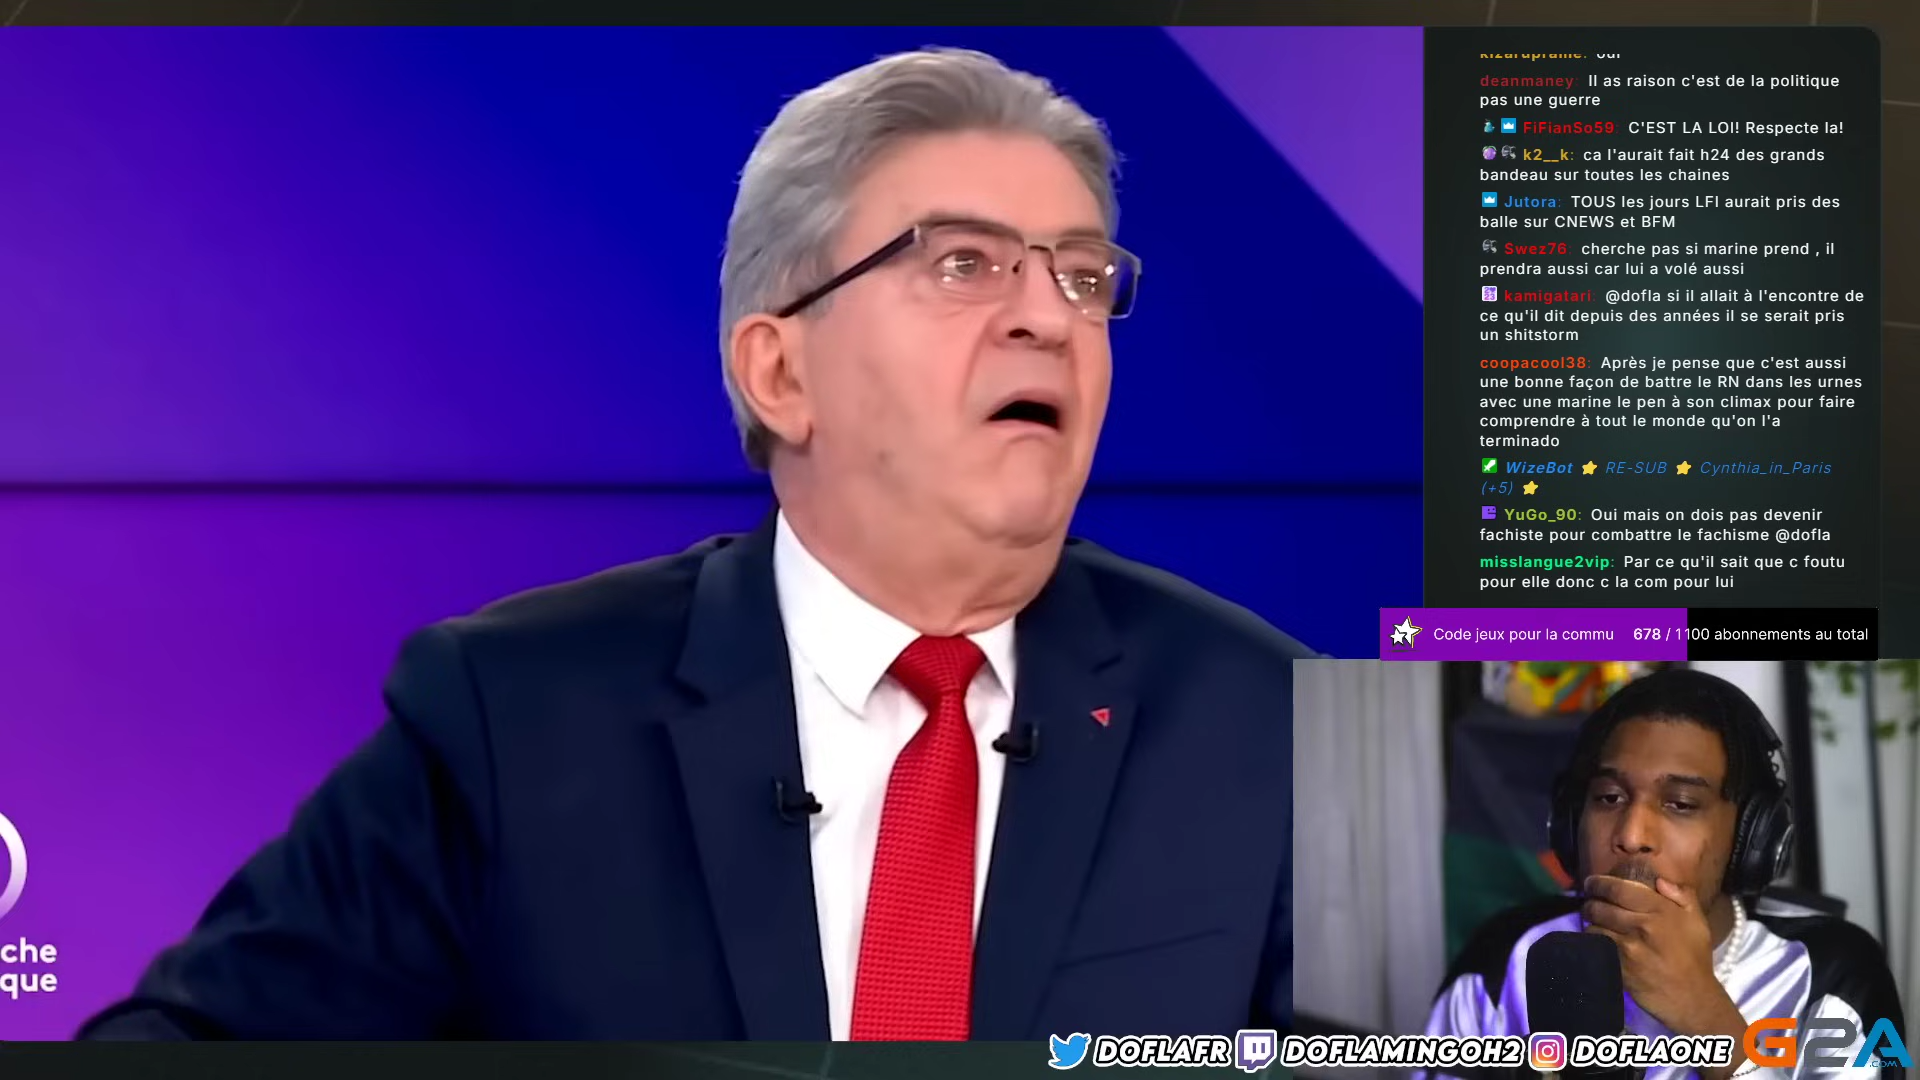 kizaruprame: oui
deanmaney: Il as raison c'est de la politique
pas une guerre
FiFianSo59: C'EST LA LOI! Respecte la!
k2__k: ca l'aurait fait h24 des grands
bandeau sur toutes les chaines
Jutora: TOUS les jours LFI aurait pris des
balle sur CNEWS et BFM
Swez76: cherche pas si marine prend , il
prendra aussi car lui a volé aussi
kamigatari: @dofla si il allait à l'encontre de
ce qu'il dit depuis des années il se serait pris
un shitstorm
coopacool38: Après je pense que c'est aussi
une bonne façon de battre le RN dans les urnes
avec une marine le pen à son climax pour faire
comprendre à tout le monde qu'on l'a
terminado
WizeBot ⭐ RE-SUB ⭐ Cynthia_in_Paris
(+5) ⭐
YuGo_90: Oui mais on dois pas devenir
fachiste pour combattre le fachisme @dofla
misslangue2vip: Par ce qu'il sait que c foutu
pour elle donc c la com pour lui
Code jeux pour la commu 678 / 1100 abonnements au total
che
que
DOFLAFR DOFLAMINGOH2 DOFLAONE G2A
.COM